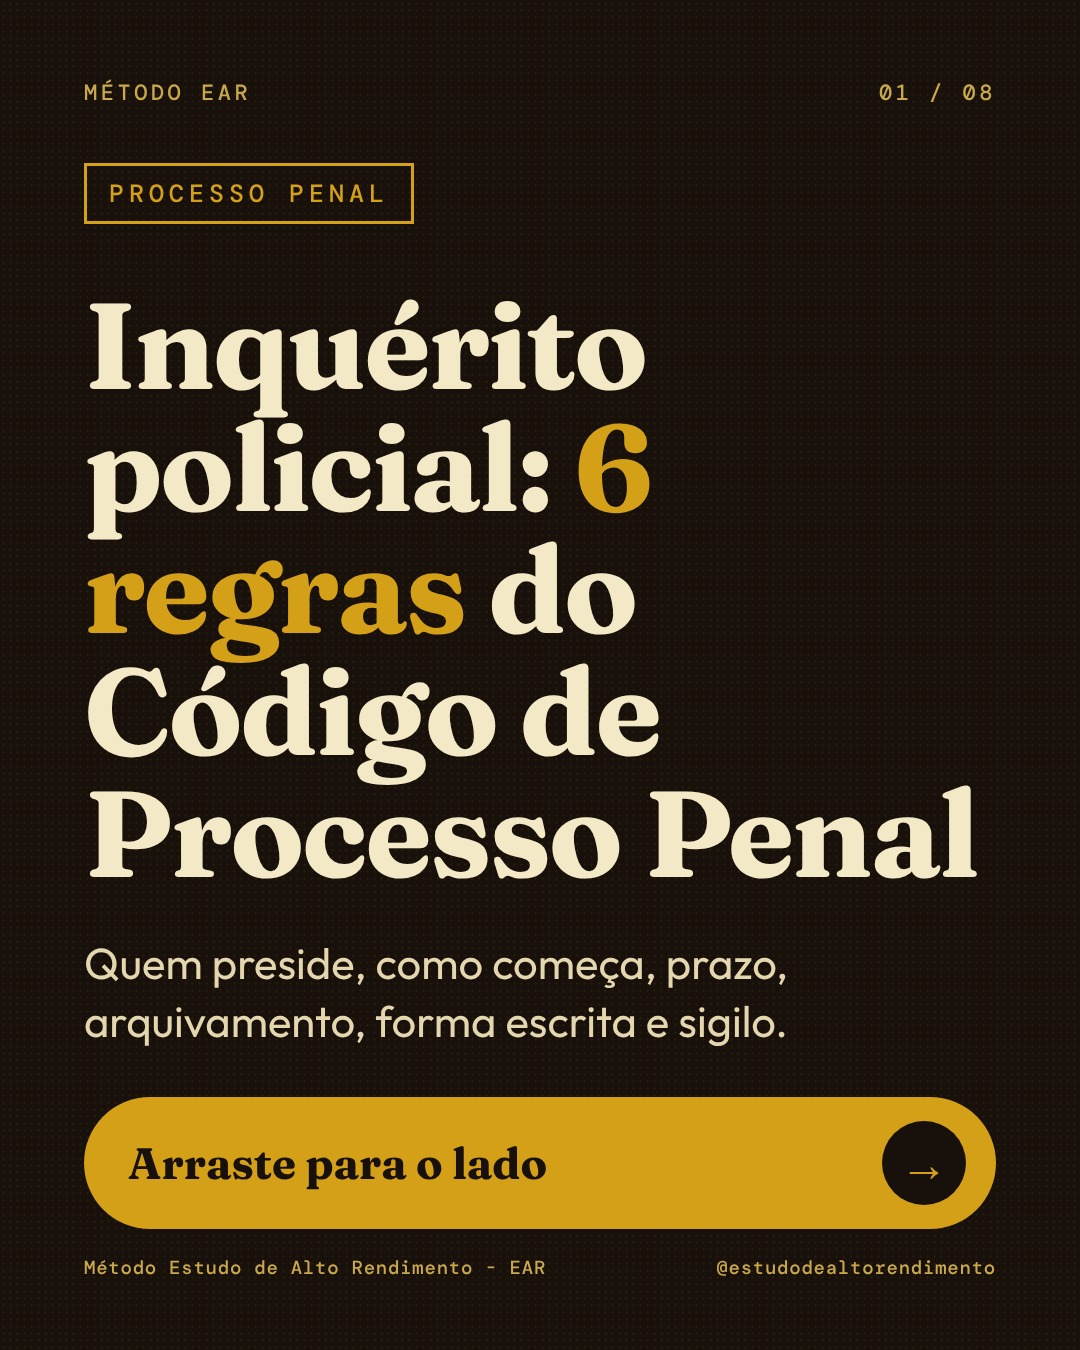 MÉTODO EAR
01 / 08
PROCESSO PENAL
Inquérito
policial: 6
regras do
Código de
Processo Penal
Quem preside, como começa, prazo,
arquivamento, forma escrita e sigilo.
Arraste para o lado
→
Método Estudo de Alto Rendimento - EAR
@estudodealtorendimento